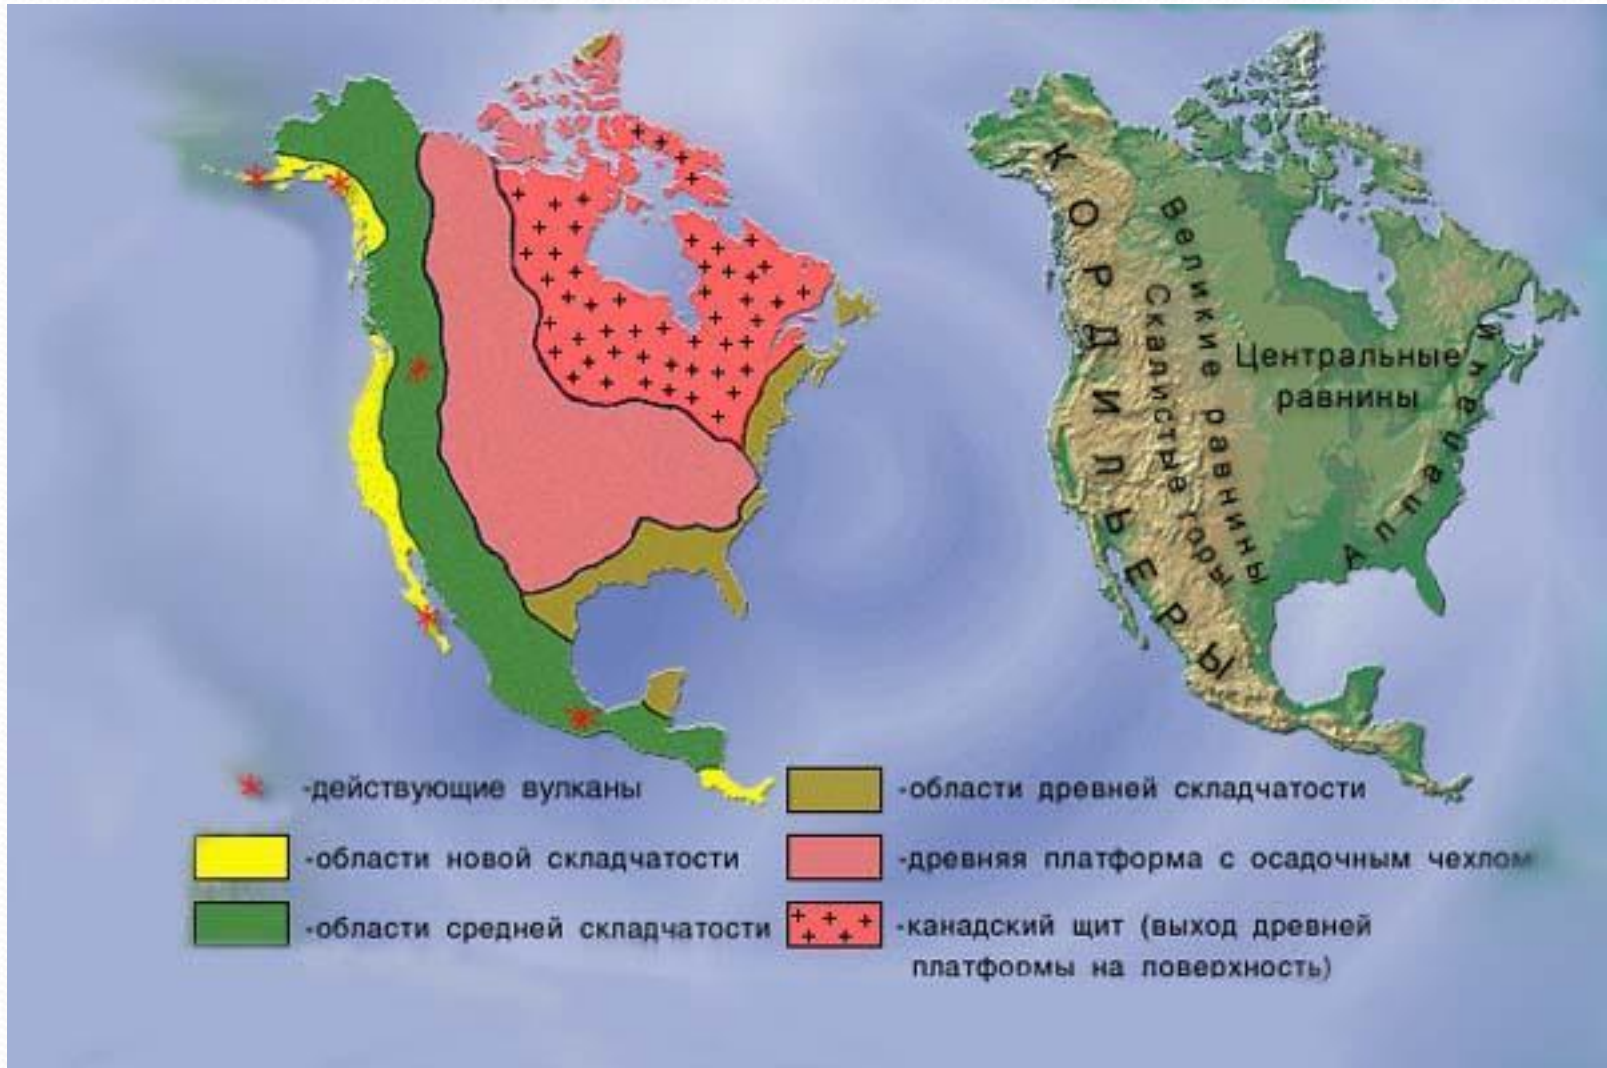 КОРДИЛЬЕРЫ
Великие равнины
Скалистые горы
Центральные
равнины
Аппалачи
-действующие вулканы
-области новой складчатости
-области средней складчатости
-области древней складчатости
-древняя платформа с осадочным чехлом
-канадский щит (выход древней
платформы на поверхность)